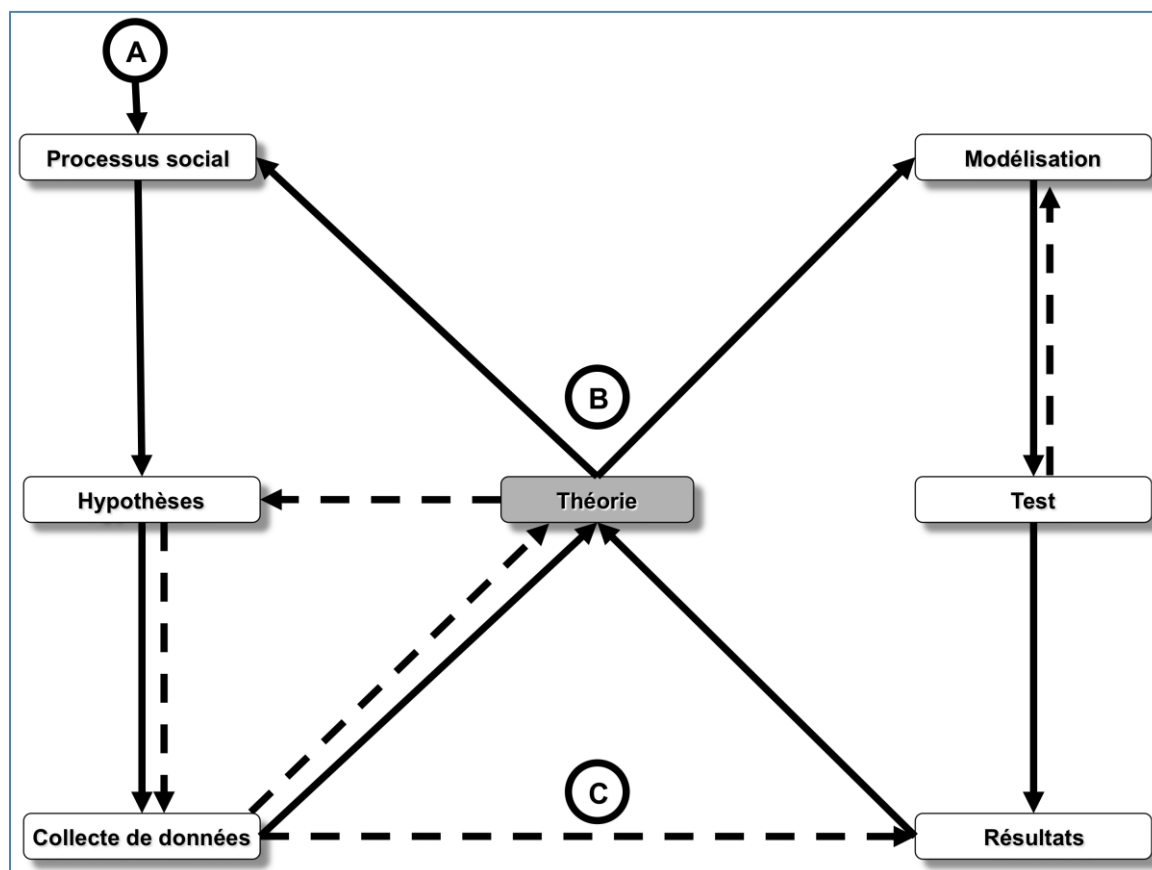 A
Processus social
Modélisation
B
Hypothèses
Théorie
Test
C
Collecte de données
Résultats